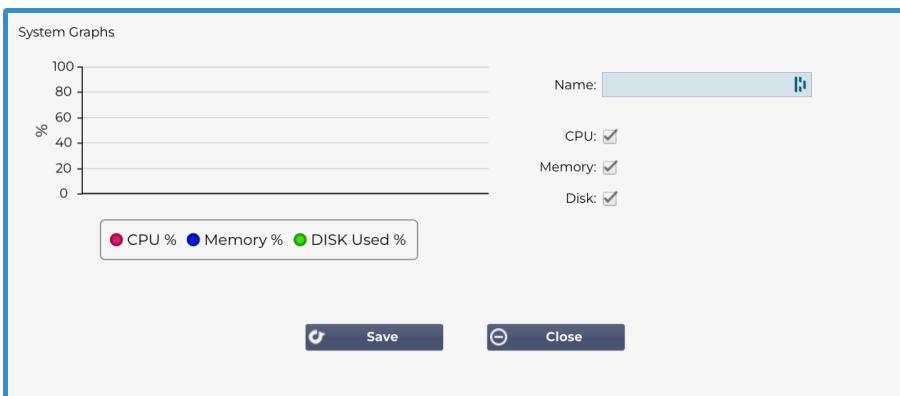 System Graphs
100
80
60
40
20
0
%
CPU % Memory % DISK Used %
Name:
CPU:
Memory:
Disk:
Save Close